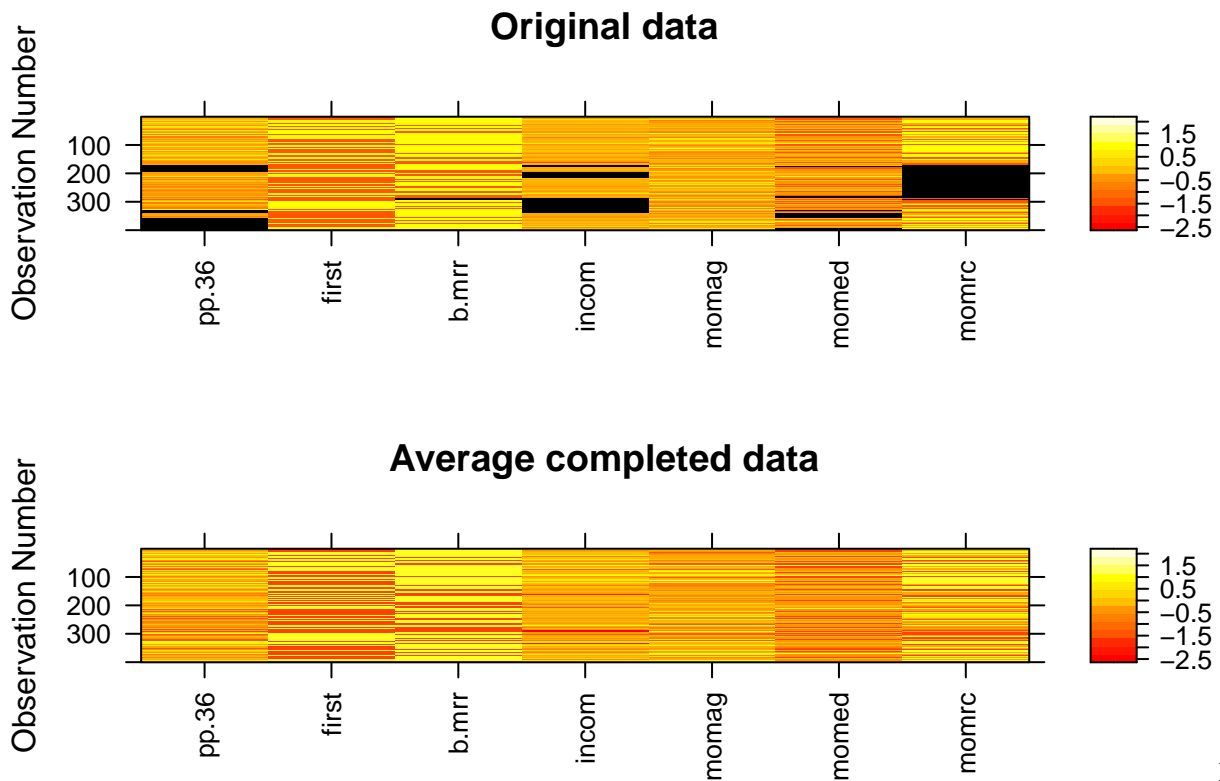 Original data
Observation Number
100
200
300
pp.36
first
b.mrr
incom
momag
momed
momrc
1.5
0.5
−0.5
−1.5
−2.5
Average completed data
Observation Number
100
200
300
pp.36
first
b.mrr
incom
momag
momed
momrc
1.5
0.5
−0.5
−1.5
−2.5